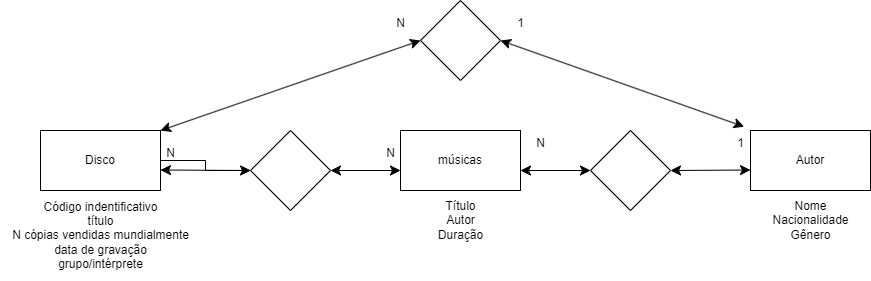 N
1
Disco
N
N
músicas
N
1
Autor
Código indentificativo
título
N cópias vendidas mundialmente
data de gravação
grupo/intérprete
Título
Autor
Duração
Nome
Nacionalidade
Gênero